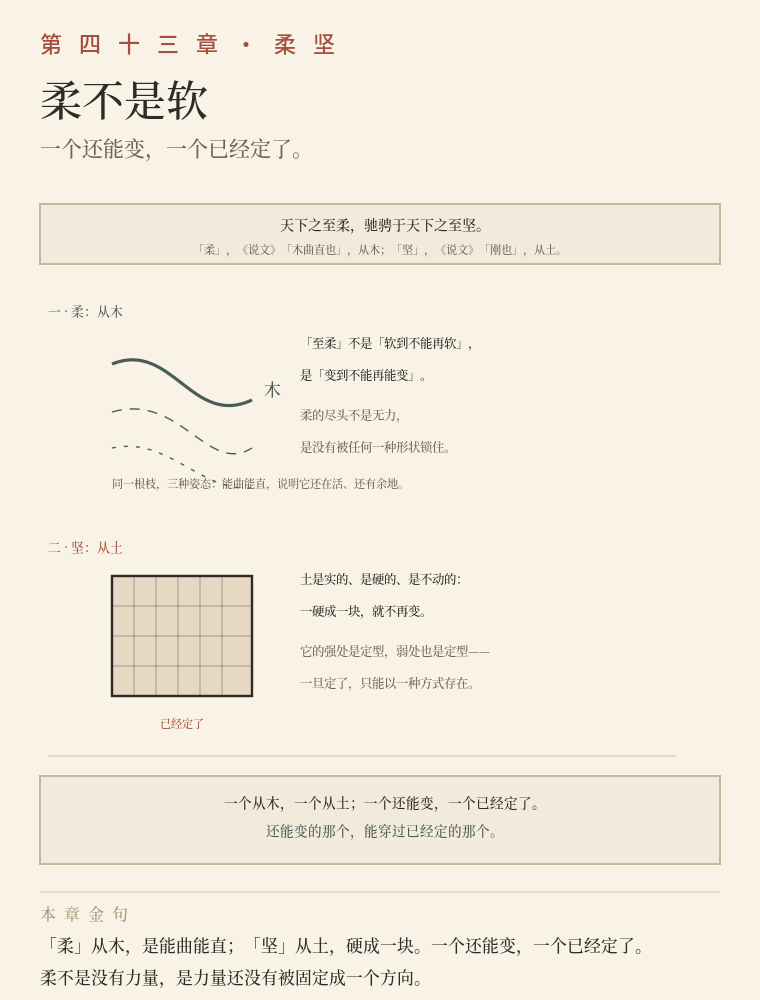 第四十三章·柔坚
柔不是软
一个还能变，一个已经定了。
天下之至柔，驰骋于天下之至坚。
「柔」，《说文》「木曲直也」，从木；「坚」，《说文》「刚也」，从土。
一·柔：从木
木
「至柔」不是「软到不能再软」，
是「变到不能再能变」。
柔的尽头不是无力，
是没有被任何一种形状锁住。
同一根枝，三种姿态：能曲能直，说明它还在活、还有余地。
二·坚：从土
土是实的、是硬的、是不动的：
一硬成一块，就不再变。
它的强处是定型，弱处也是定型——
一旦定了，只能以一种方式存在。
已经定了
一个从木，一个从土；一个还能变，一个已经定了。
还能变的那个，能穿过已经定的那个。
本章金句
「柔」从木，是能曲能直；「坚」从土，硬成一块。一个还能变，一个已经定了。
柔不是没有力量，是力量还没有被固定成一个方向。